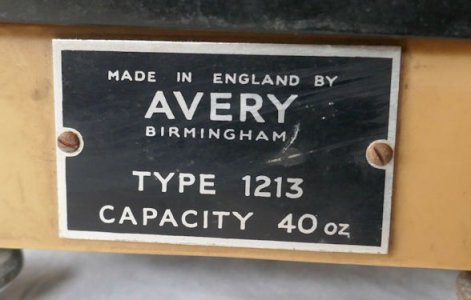 MADE IN ENGLAND BY
AVERY
BIRMINGHAM
TYPE 1213
CAPACITY 40 oz